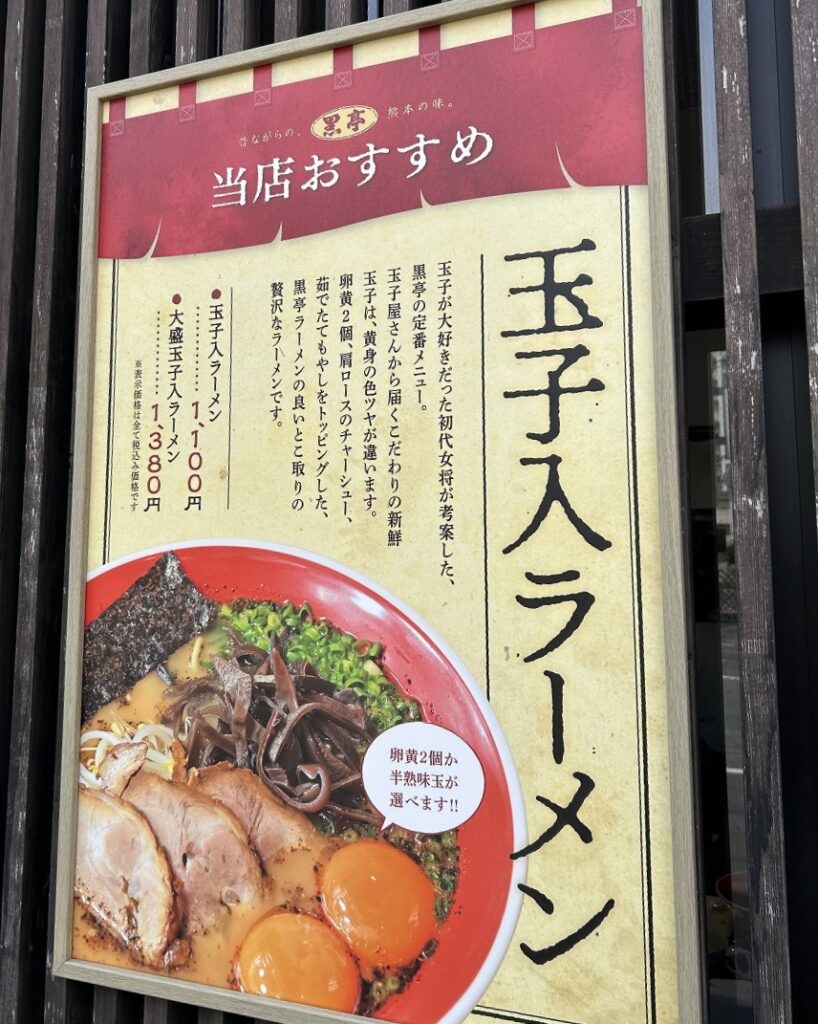 昔ながらの、
黒亭
熊本の味。
当店おすすめ
玉子入ラーメン
玉子が大好きだった初代女将が考案した、
黒亭の定番メニュー。
玉子屋さんから届くこだわりの新鮮
玉子は、黄身の色ツヤが違います。
卵黄2個、肩ロースのチャーシュー、
茹でたてもやしをトッピングした、
黒亭ラーメンの良いとこ取りの
贅沢なラーメンです。
●玉子入ラーメン
…………1,100円
●大盛玉子入ラーメン
…………1,380円
※表示価格は全て税込み価格です
卵黄2個か
半熟味玉が
選べます!!